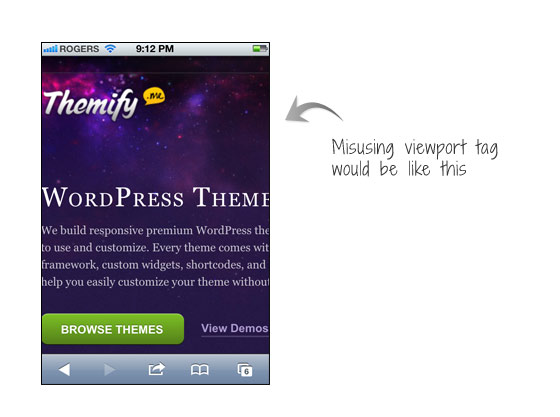 ROGERS 9:12 PM
Themify .me
WORDPRESS THEME
We build responsive premium WordPress the
to use and customize. Every theme comes wit
framework, custom widgets, shortcodes, and
help you easily customize your theme without
BROWSE THEMES View Demos
6
Misusing viewport tag
would be like this